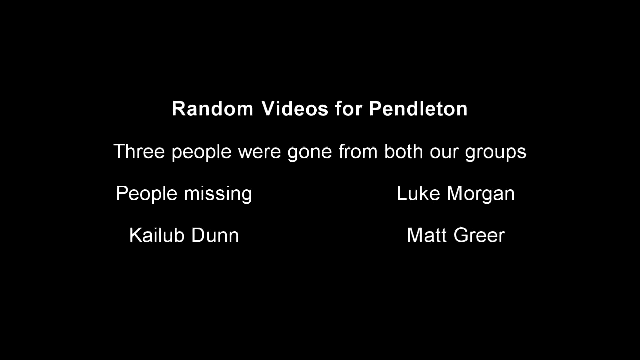 Random Videos for Pendleton
Three people were gone from both our groups
People missing Luke Morgan
Kailub Dunn Matt Greer